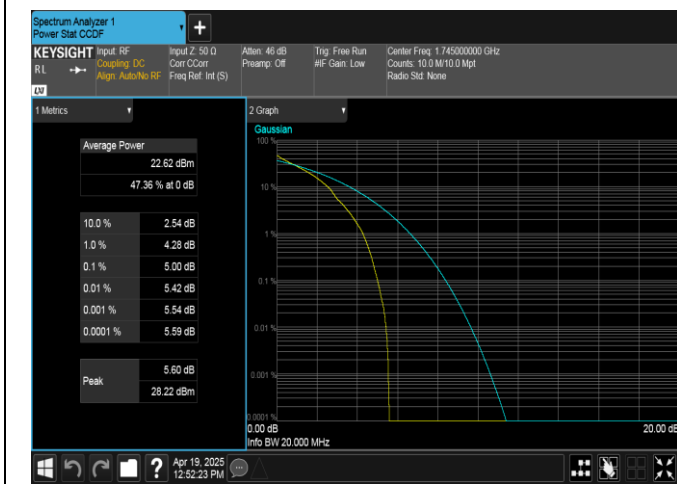 Spectrum Analyzer 1
Power Stat CCDF
KEYSIGHT
RL
LXI
Input: RF
Coupling: DC
Align: Auto/No RF
Input Z: 50 Ω
Corr CCorr
Freq Ref: Int (S)
Atten: 46 dB
Preamp: Off
Trig: Free Run
#IF Gain: Low
Center Freq: 1.745000000 GHz
Counts: 10.0 M/10.0 Mpt
Radio Std: None
1 Metrics
Average Power
22.62 dBm
47.36 % at 0 dB
10.0 % 2.54 dB
1.0 % 4.28 dB
0.1 % 5.00 dB
0.01 % 5.42 dB
0.001 % 5.54 dB
0.0001 % 5.59 dB
Peak
5.60 dB
28.22 dBm
2 Graph
Gaussian
100 %
10 %
1 %
0.1 %
0.01 %
0.001 %
0.0001 %
0.00 dB
20.00 dB
Info BW 20.000 MHz
?
Apr 19, 2025
12:52:23 PM